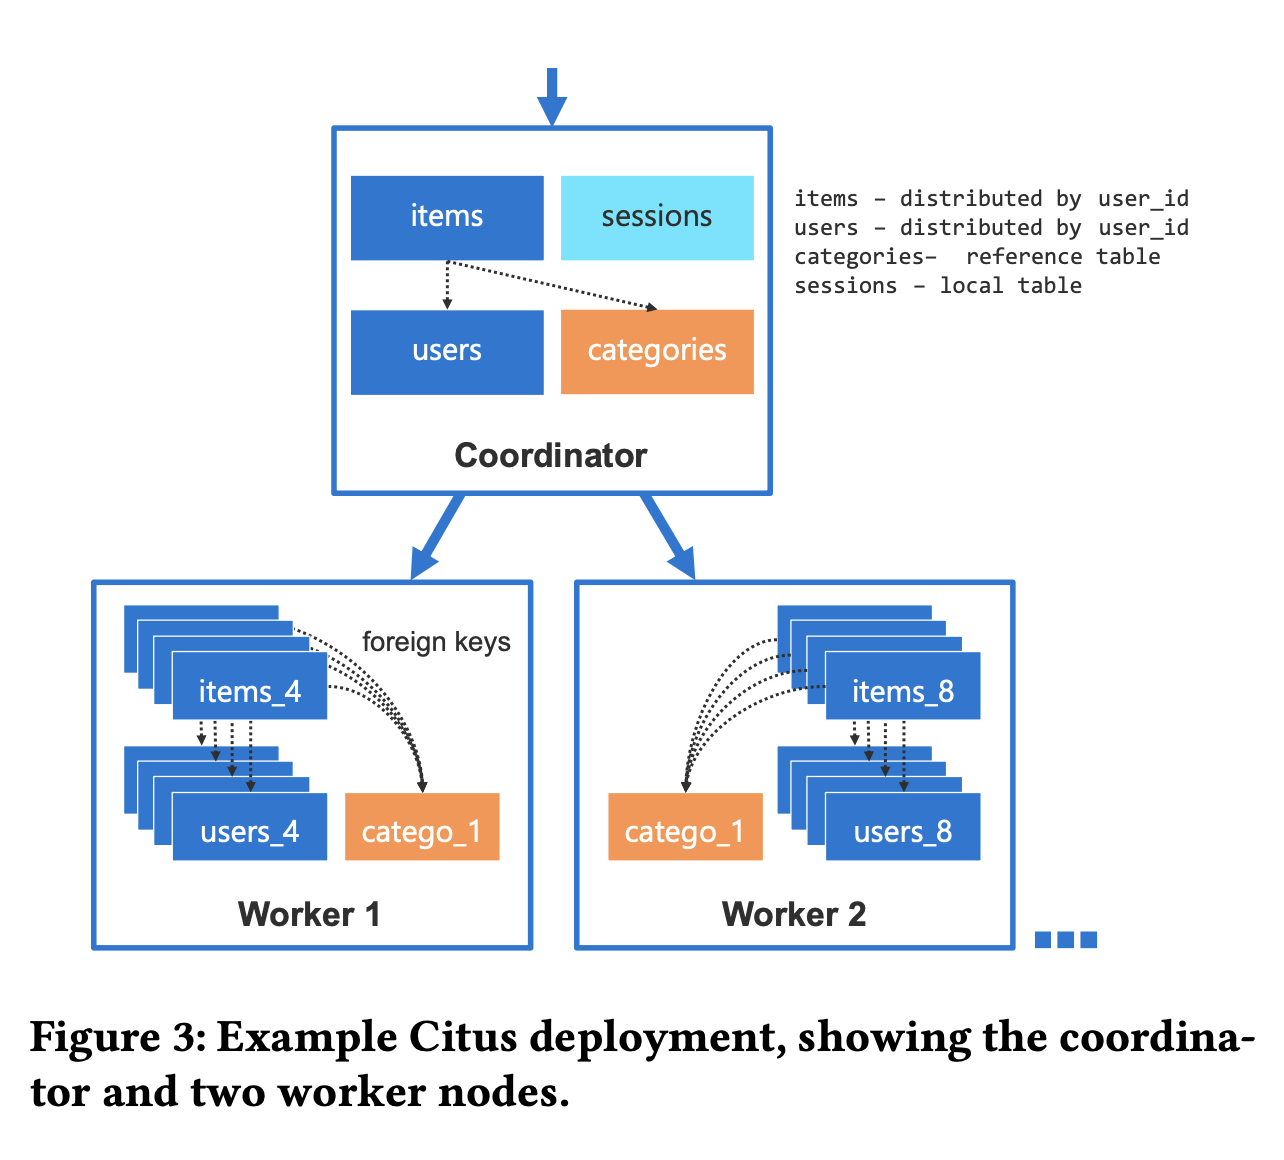 items
sessions
items – distributed by user_id
users – distributed by user_id
categories–  reference table
sessions – local table
users
categories
Coordinator
foreign keys
items_4
items_8
users_4
catego_1
catego_1
users_8
Worker 1
Worker 2
Figure 3: Example Citus deployment, showing the coordina-
tor and two worker nodes.